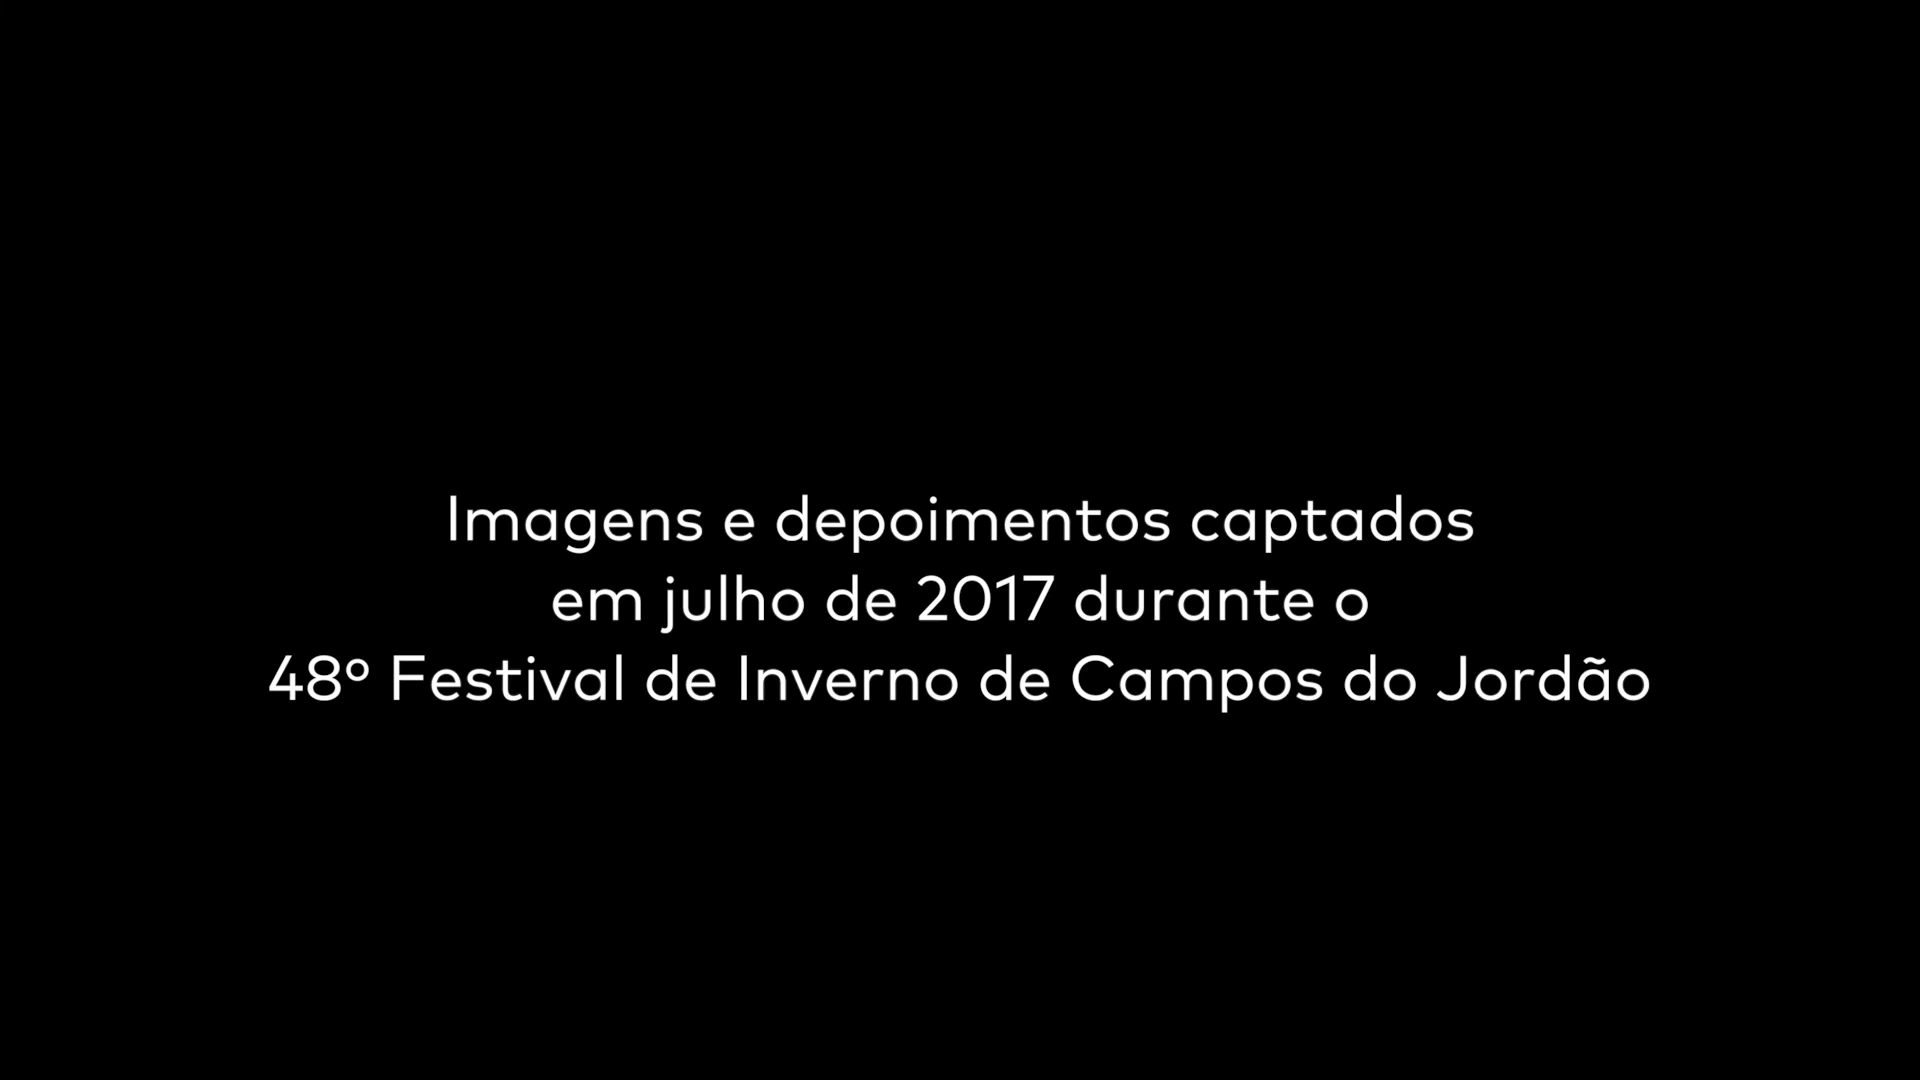 Imagens e depoimentos captados
em julho de 2017 durante o
48º Festival de Inverno de Campos do Jordão